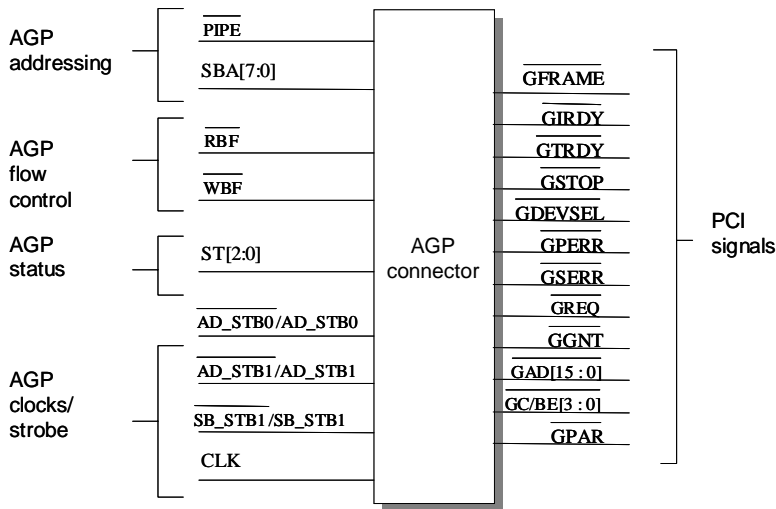 AGP
addressing
PIPE
SBA[7:0]
AGP
flow
control
RBF
WBF
AGP
status
ST[2:0]
AGP
clocks/
strobe
AD_STB0/AD_STB0
AD_STB1/AD_STB1
SB_STB1/SB_STB1
CLK
AGP
connector
GFRAME
GIRDY
GTRDY
GSTOP
GDEVSEL
GPERR
GSERR
GREQ
GGNT
GAD[15 : 0]
GC/BE[3 : 0]
GPAR
PCI
signals